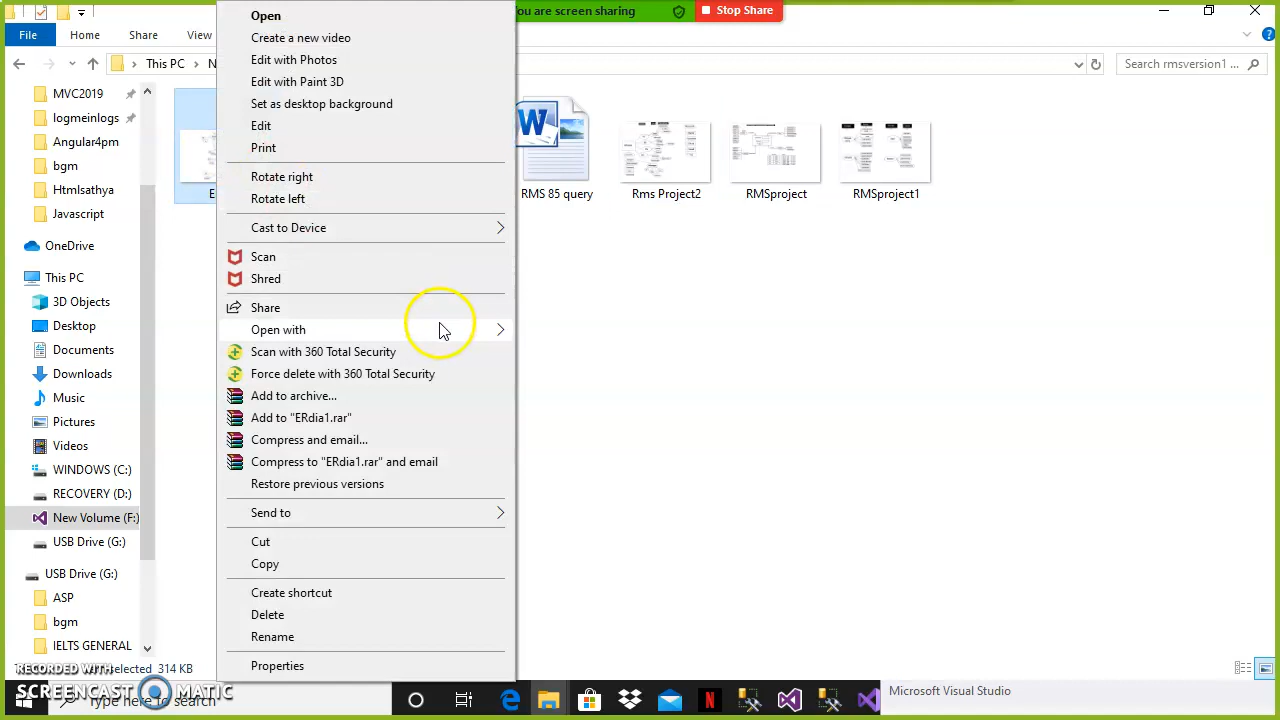 You are screen sharing
Stop Share
File
Home
Share
View
This PC
Search rmsversion1 ...
MVC2019
logmeinlogs
Angular4pm
bgm
Htmlsathya
Javascript
OneDrive
This PC
3D Objects
Desktop
Documents
Downloads
Music
Pictures
Videos
WINDOWS (C:)
RECOVERY (D:)
New Volume (F:)
USB Drive (G:)
USB Drive (G:)
ASP
bgm
IELTS GENERAL
Open
Create a new video
Edit with Photos
Edit with Paint 3D
Set as desktop background
Edit
Print
Rotate right
Rotate left
Cast to Device
Scan
Shred
Share
Open with
Scan with 360 Total Security
Force delete with 360 Total Security
Add to archive...
Add to "ERdia1.rar"
Compress and email...
Compress to "ERdia1.rar" and email
Restore previous versions
Send to
Cut
Copy
Create shortcut
Delete
Rename
Properties
RMS 85 query
Rms Project2
RMSproject
RMSproject1
selected 314 KB
RECORDED WITH
SCREENCAST MATIC
Type here to search
Microsoft Visual Studio